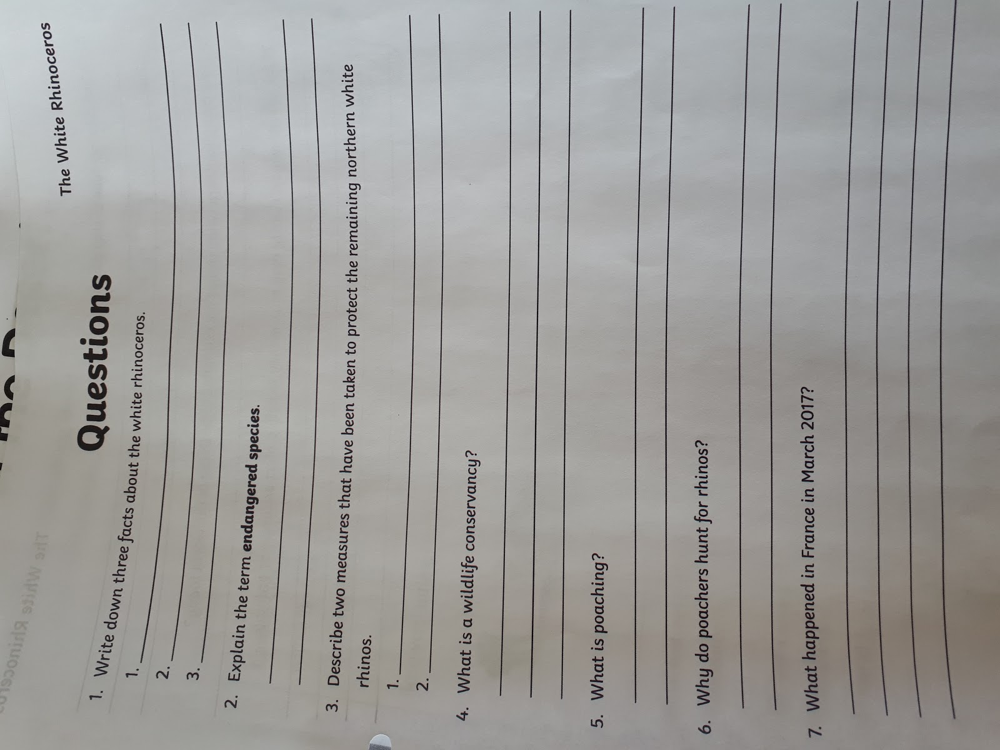 The White Rhinoceros
Questions
1. Write down three facts about the white rhinoceros.
1.
2.
3.
2. Explain the term endangered species.
3. Describe two measures that have been taken to protect the remaining northern white
rhinos.
1.
2.
4. What is a wildlife conservancy?
5. What is poaching?
6. Why do poachers hunt for rhinos?
7. What happened in France in March 2017?